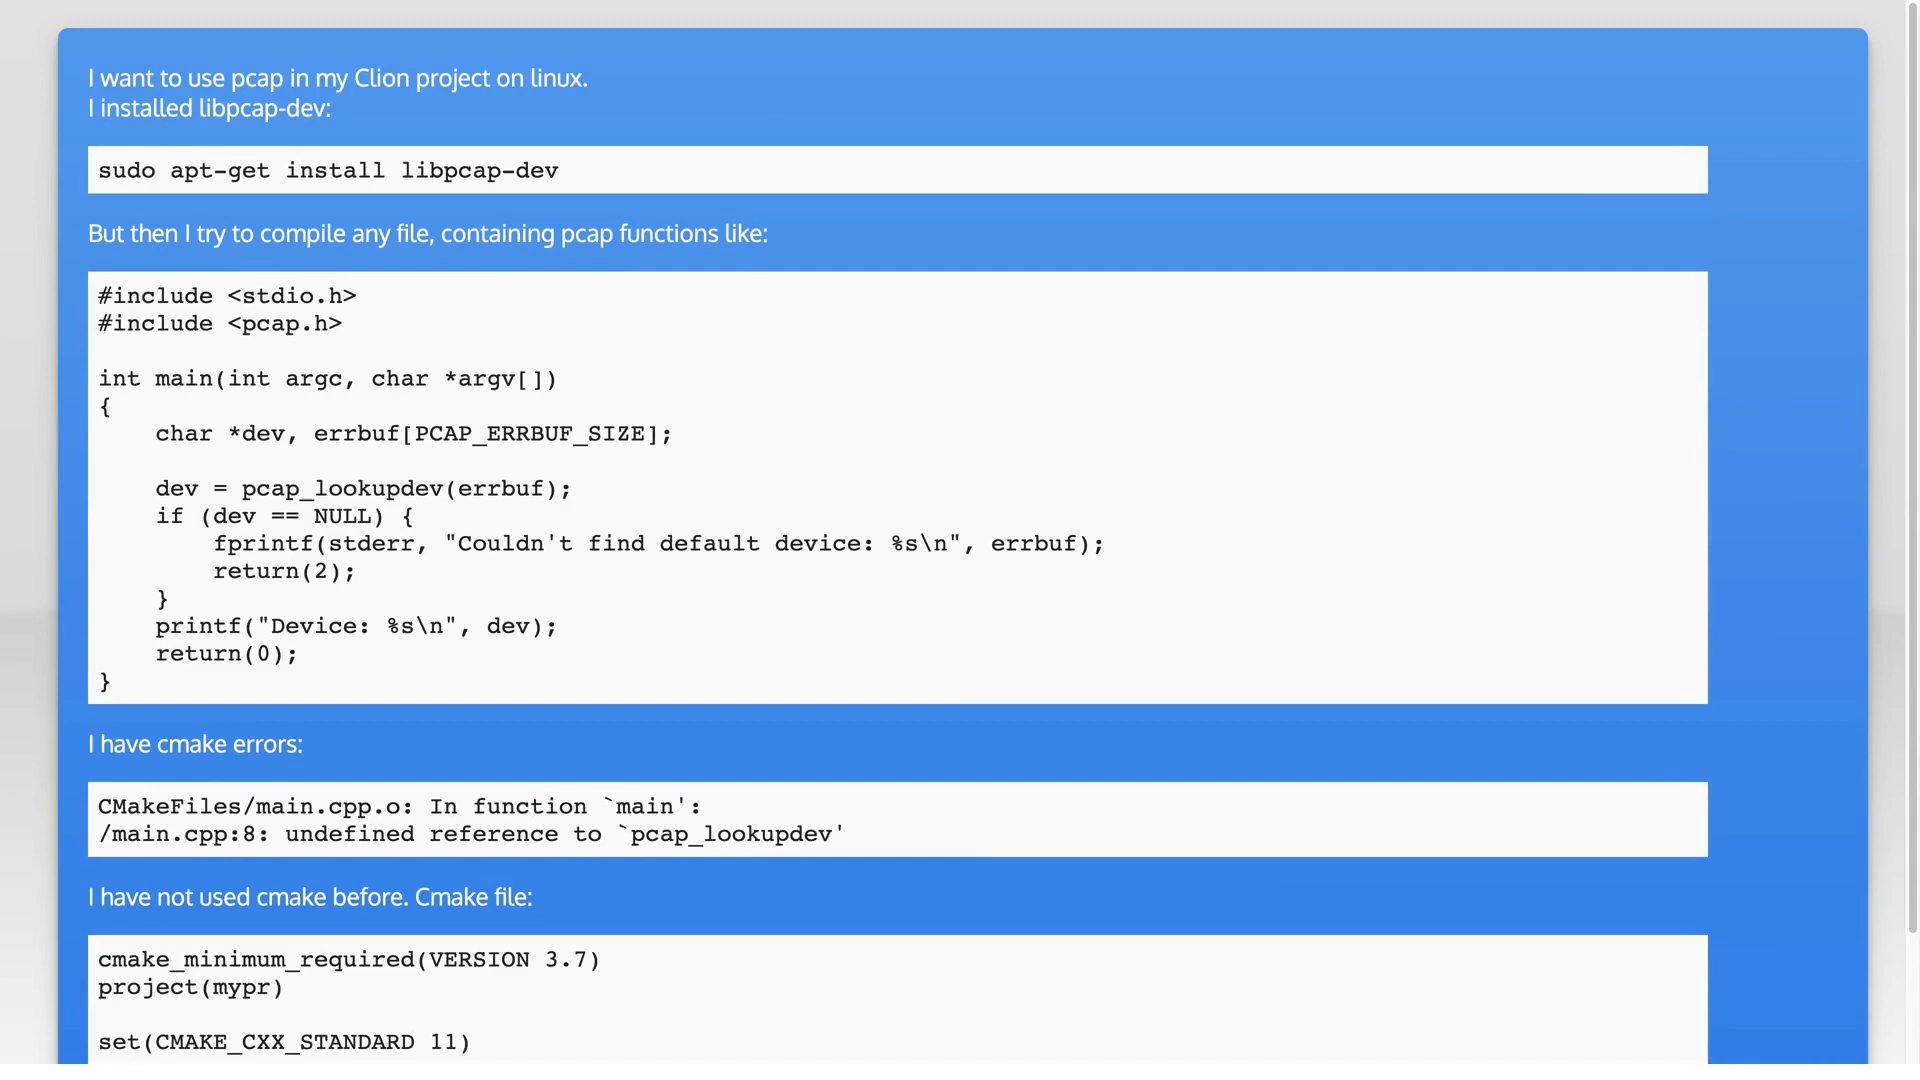 I want to use pcap in my Clion project on linux.
I installed libpcap-dev:
sudo apt-get install libpcap-dev
But then I try to compile any file, containing pcap functions like:
#include <stdio.h>
#include <pcap.h>
int main(int argc, char *argv[])
{
    char *dev, errbuf[PCAP_ERRBUF_SIZE];
    dev = pcap_lookupdev(errbuf);
    if (dev == NULL) {
        fprintf(stderr, "Couldn't find default device: %s\n", errbuf);
        return(2);
    }
    printf("Device: %s\n", dev);
    return(0);
}
I have cmake errors:
CMakeFiles/main.cpp.o: In function `main':
/main.cpp:8: undefined reference to `pcap_lookupdev'
I have not used cmake before. Cmake file:
cmake_minimum_required(VERSION 3.7)
project(mypr)
set(CMAKE_CXX_STANDARD 11)